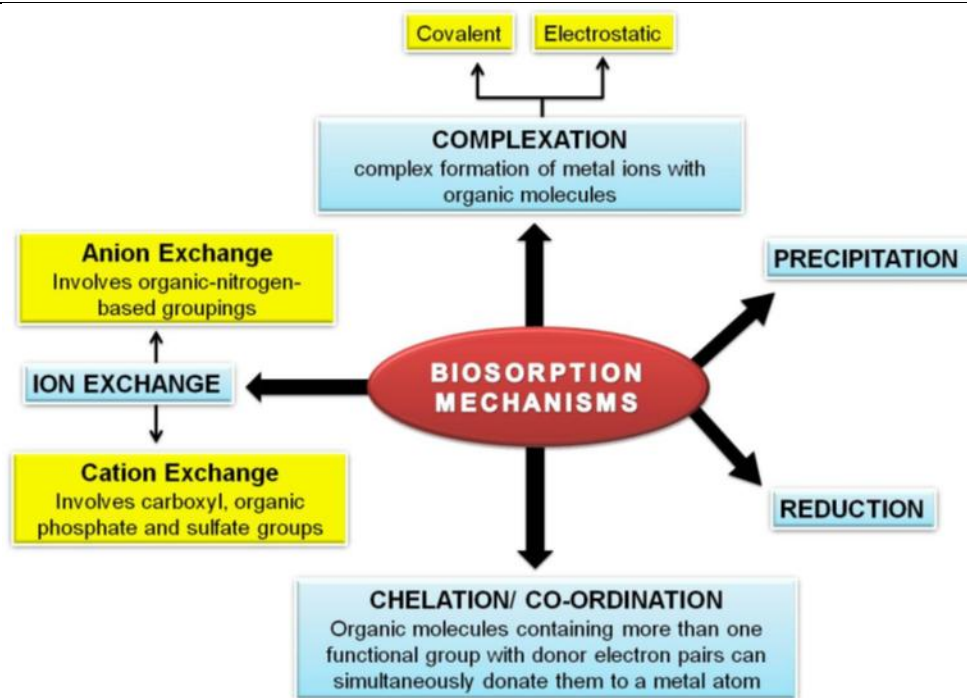 Covalent
Electrostatic
COMPLEXATION
complex formation of metal ions with
organic molecules
Anion Exchange
Involves organic-nitrogen-
based groupings
PRECIPITATION
ION EXCHANGE
BIOSORPTION
MECHANISMS
Cation Exchange
Involves carboxyl, organic
phosphate and sulfate groups
REDUCTION
CHELATION/ CO-ORDINATION
Organic molecules containing more than one
functional group with donor electron pairs can
simultaneously donate them to a metal atom